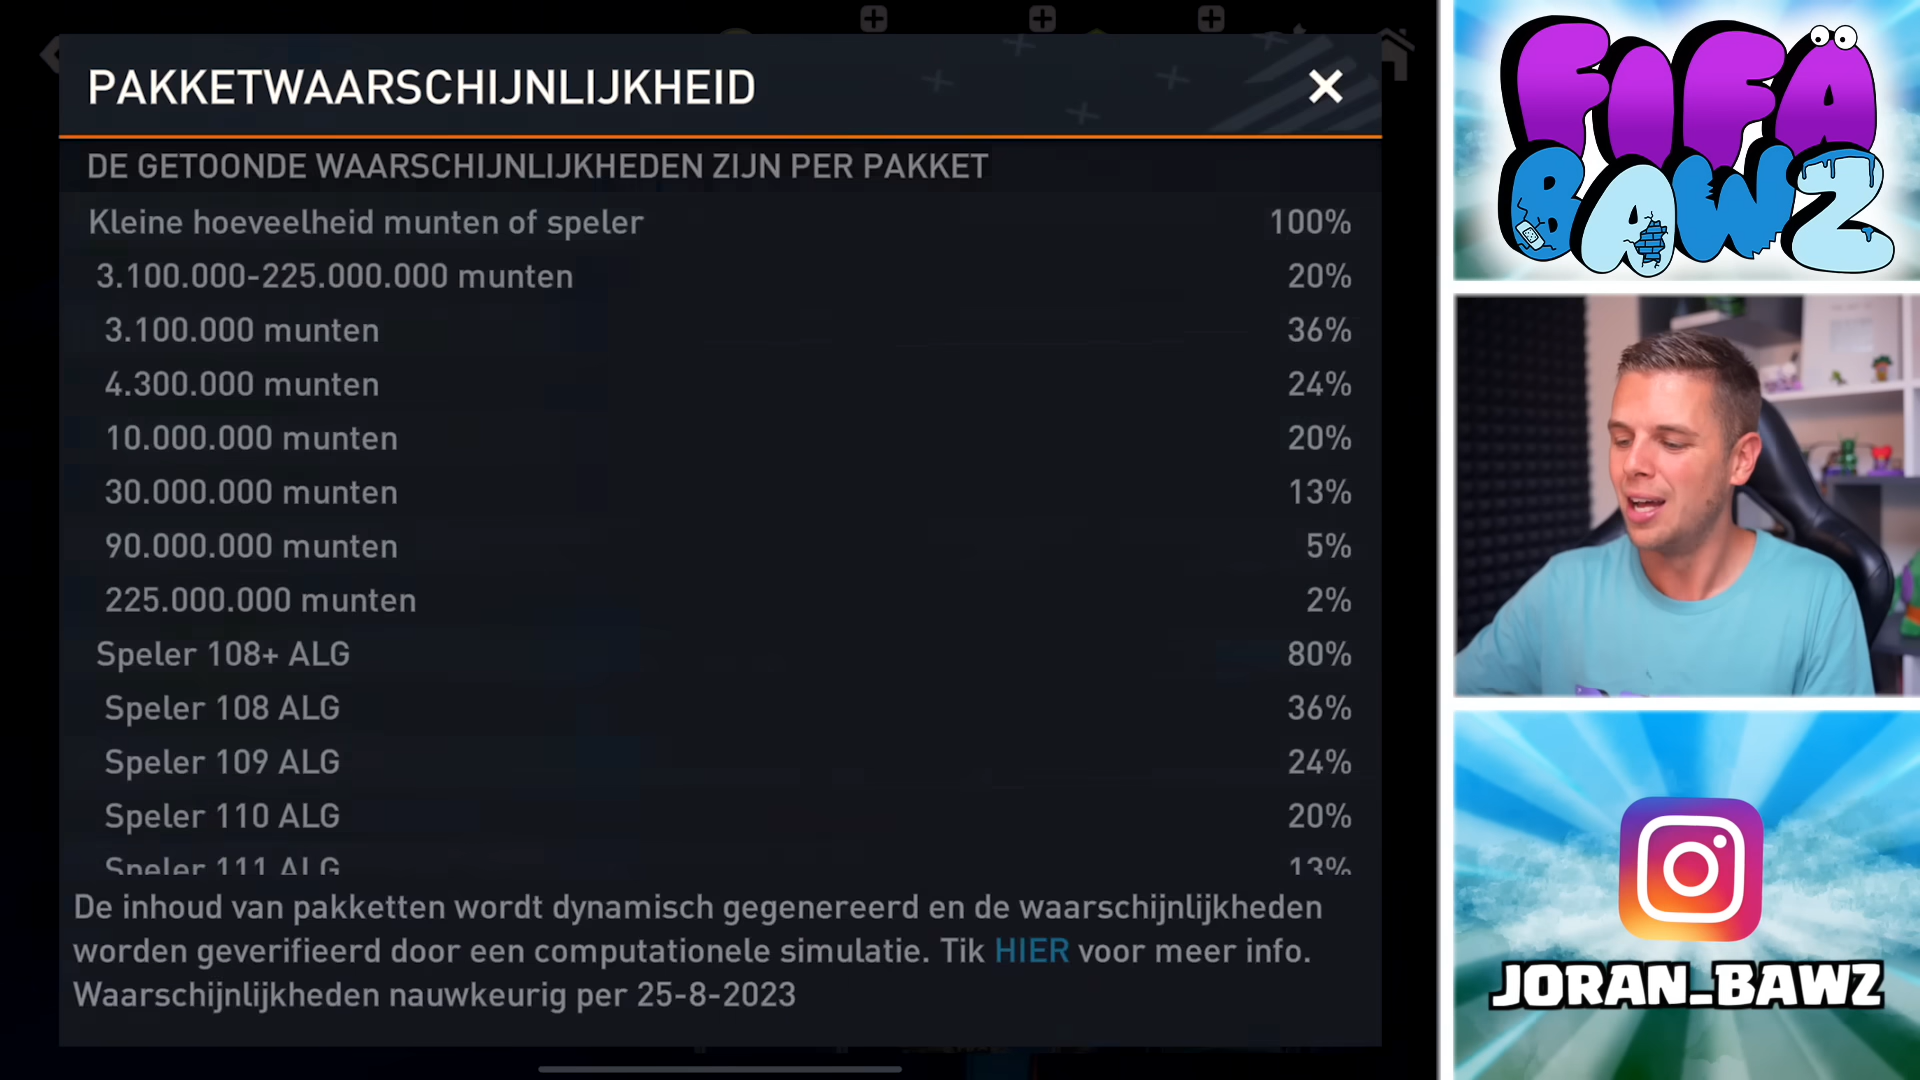 PAKKETWAARSCHIJNLIJKHEID
DE GETOONDE WAARSCHIJNLIJKHEDEN ZIJN PER PAKKET
Kleine hoeveelheid munten of speler 100%
3.100.000-225.000.000 munten 20%
3.100.000 munten 36%
4.300.000 munten 24%
10.000.000 munten 20%
30.000.000 munten 13%
90.000.000 munten 5%
225.000.000 munten 2%
Speler 108+ ALG 80%
Speler 108 ALG 36%
Speler 109 ALG 24%
Speler 110 ALG 20%
Speler 111 ALG 13%
De inhoud van pakketten wordt dynamisch gegenereerd en de waarschijnlijkheden
worden geverifieerd door een computationele simulatie. Tik HIER voor meer info.
Waarschijnlijkheden nauwkeurig per 25-8-2023
FIFA
BAWZ
JORAN_BAWZ